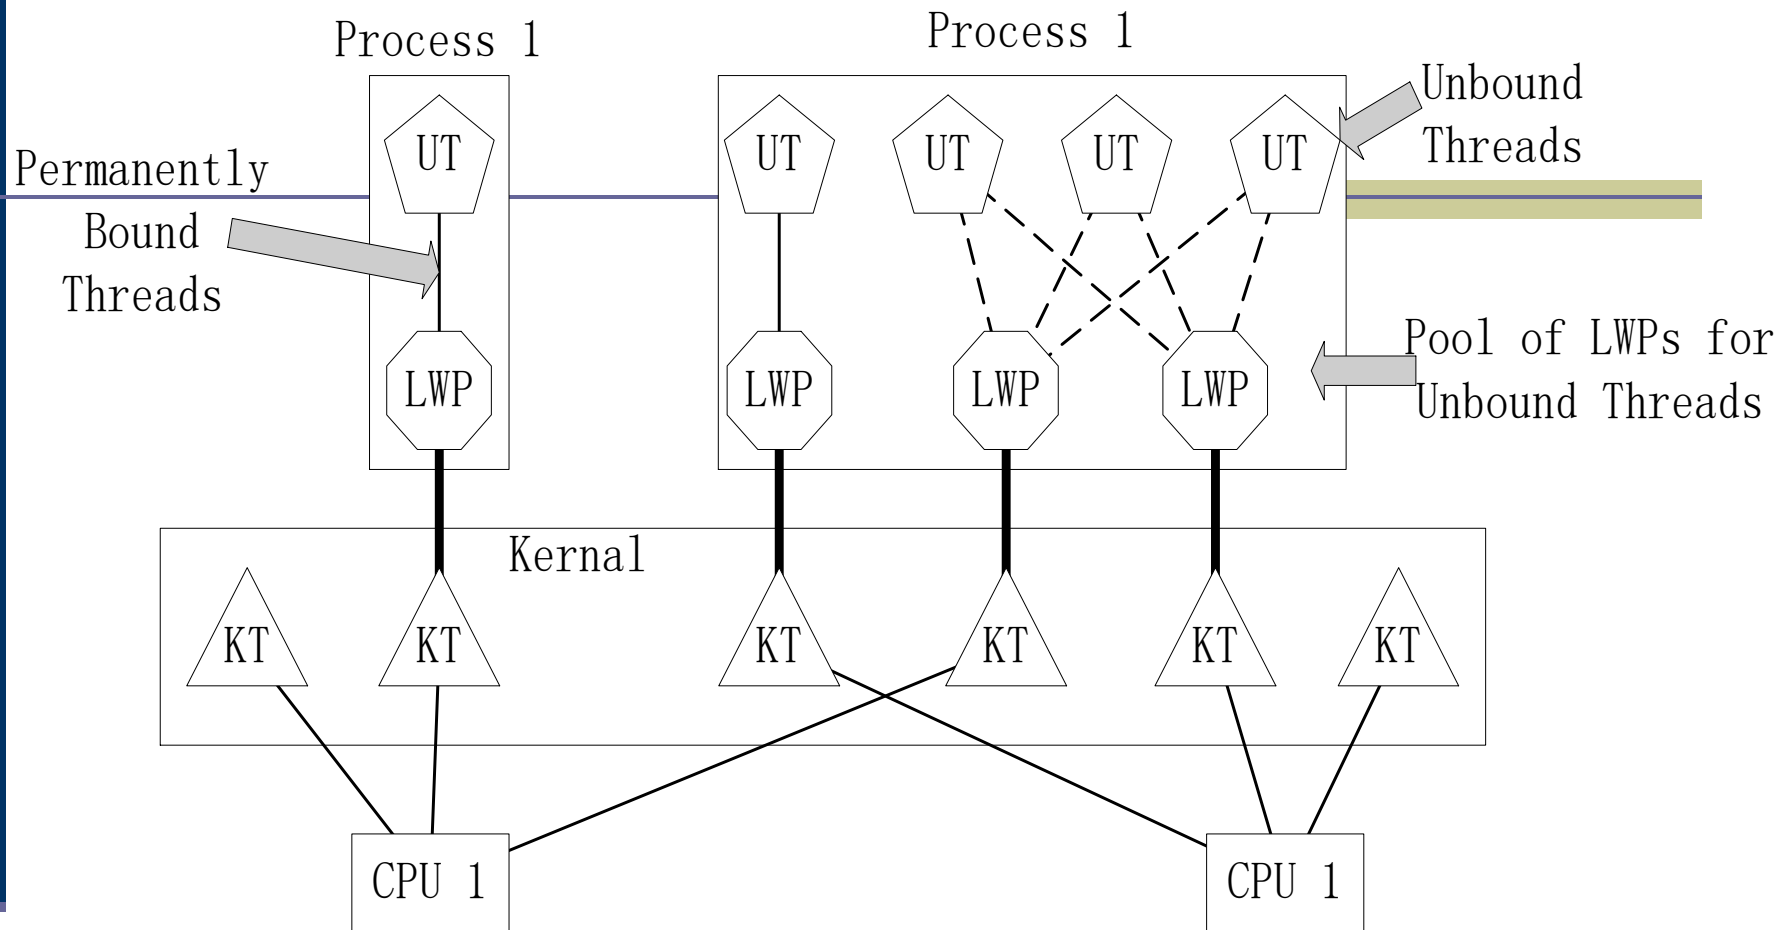 Process 1
Process 1
Unbound
Threads
UT
UT
UT
UT
UT
Permanently
Bound
Threads
LWP
LWP
LWP
LWP
Pool of LWPs for
Unbound Threads
Kernal
KT
KT
KT
KT
KT
KT
CPU 1
CPU 1